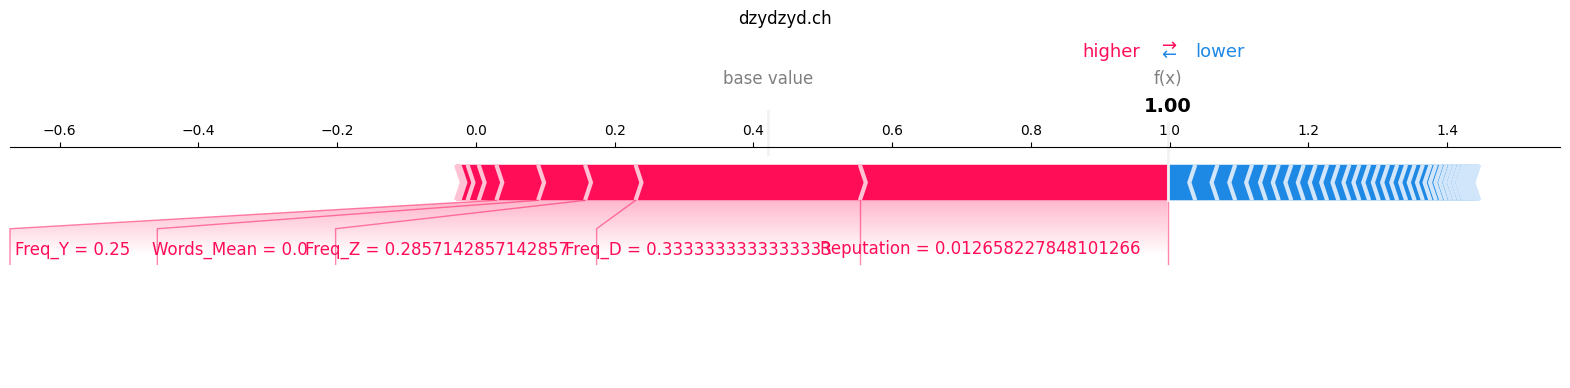 dzydzyd.ch
higher ⇄ lower
base value f(x)
1.00
−0.6 −0.4 −0.2 0.0 0.2 0.4 0.6 0.8 1.0 1.2 1.4
Freq_Y = 0.25 Words_Mean = 0.0 Freq_Z = 0.2857142857142857 Freq_D = 0.3333333333333333 Reputation = 0.012658227848101266